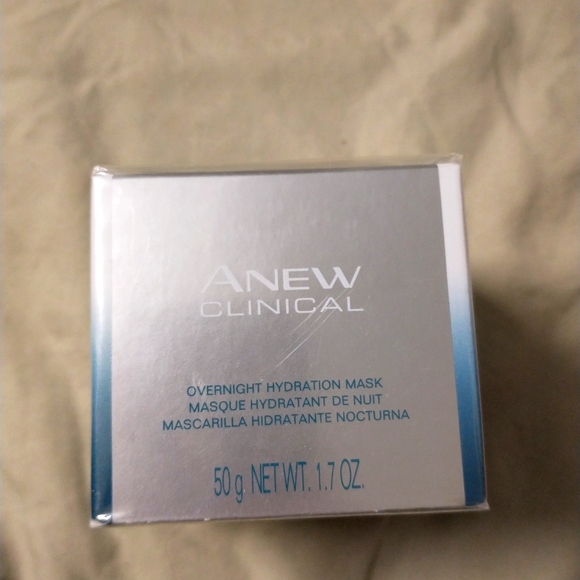 ANEW
CLINICAL
OVERNIGHT HYDRATION MASK
MASQUE HYDRATANT DE NUIT
MASCARILLA HIDRATANTE NOCTURNA
50 g. NET WT. 1.7 OZ.